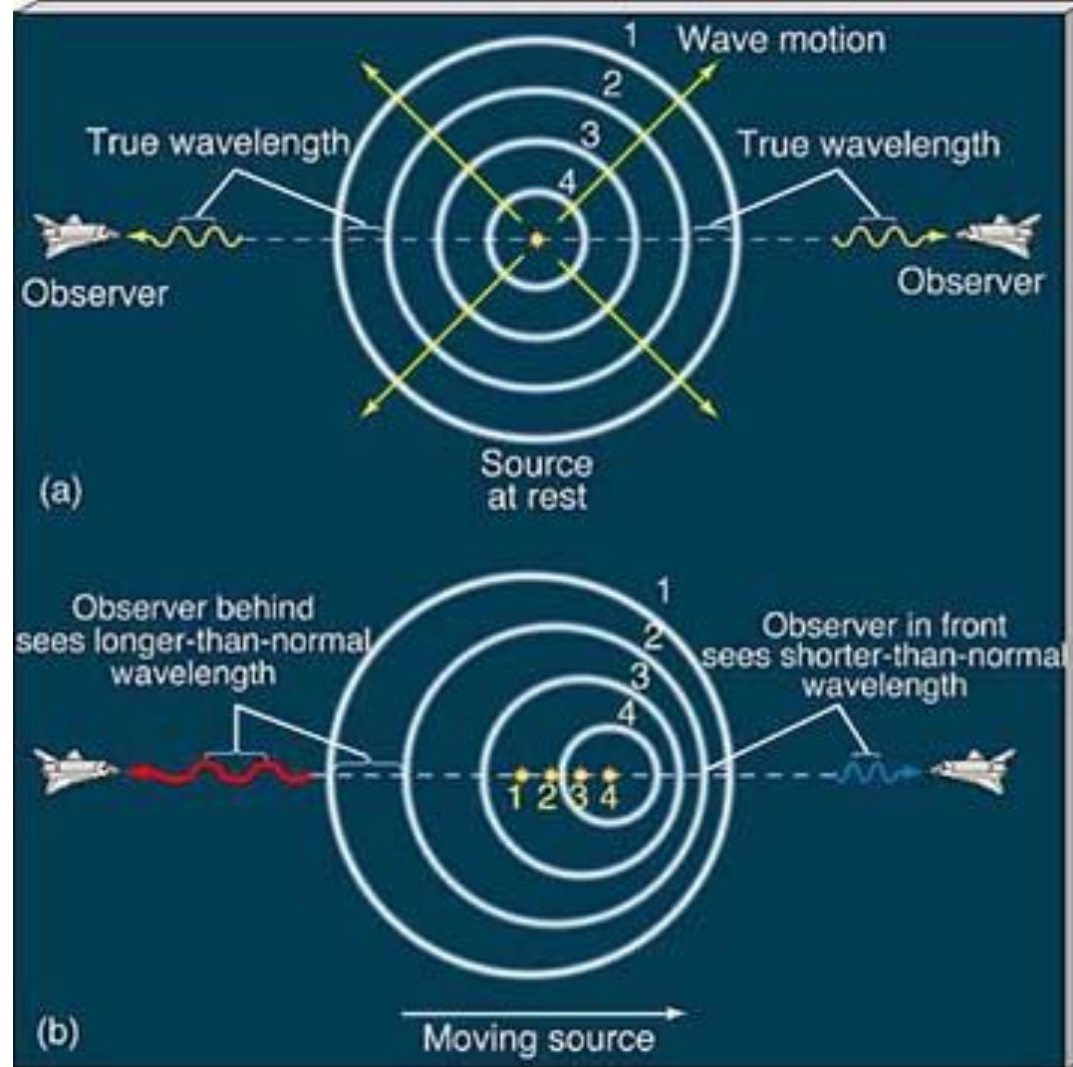 1 Wave motion
2
True wavelength
3
True wavelength
4
Observer
Observer
Source
at rest
(a)
1
Observer behind
sees longer-than-normal
wavelength
2
Observer in front
sees shorter-than-normal
wavelength
3
4
1 2 3 4
Moving source
(b)